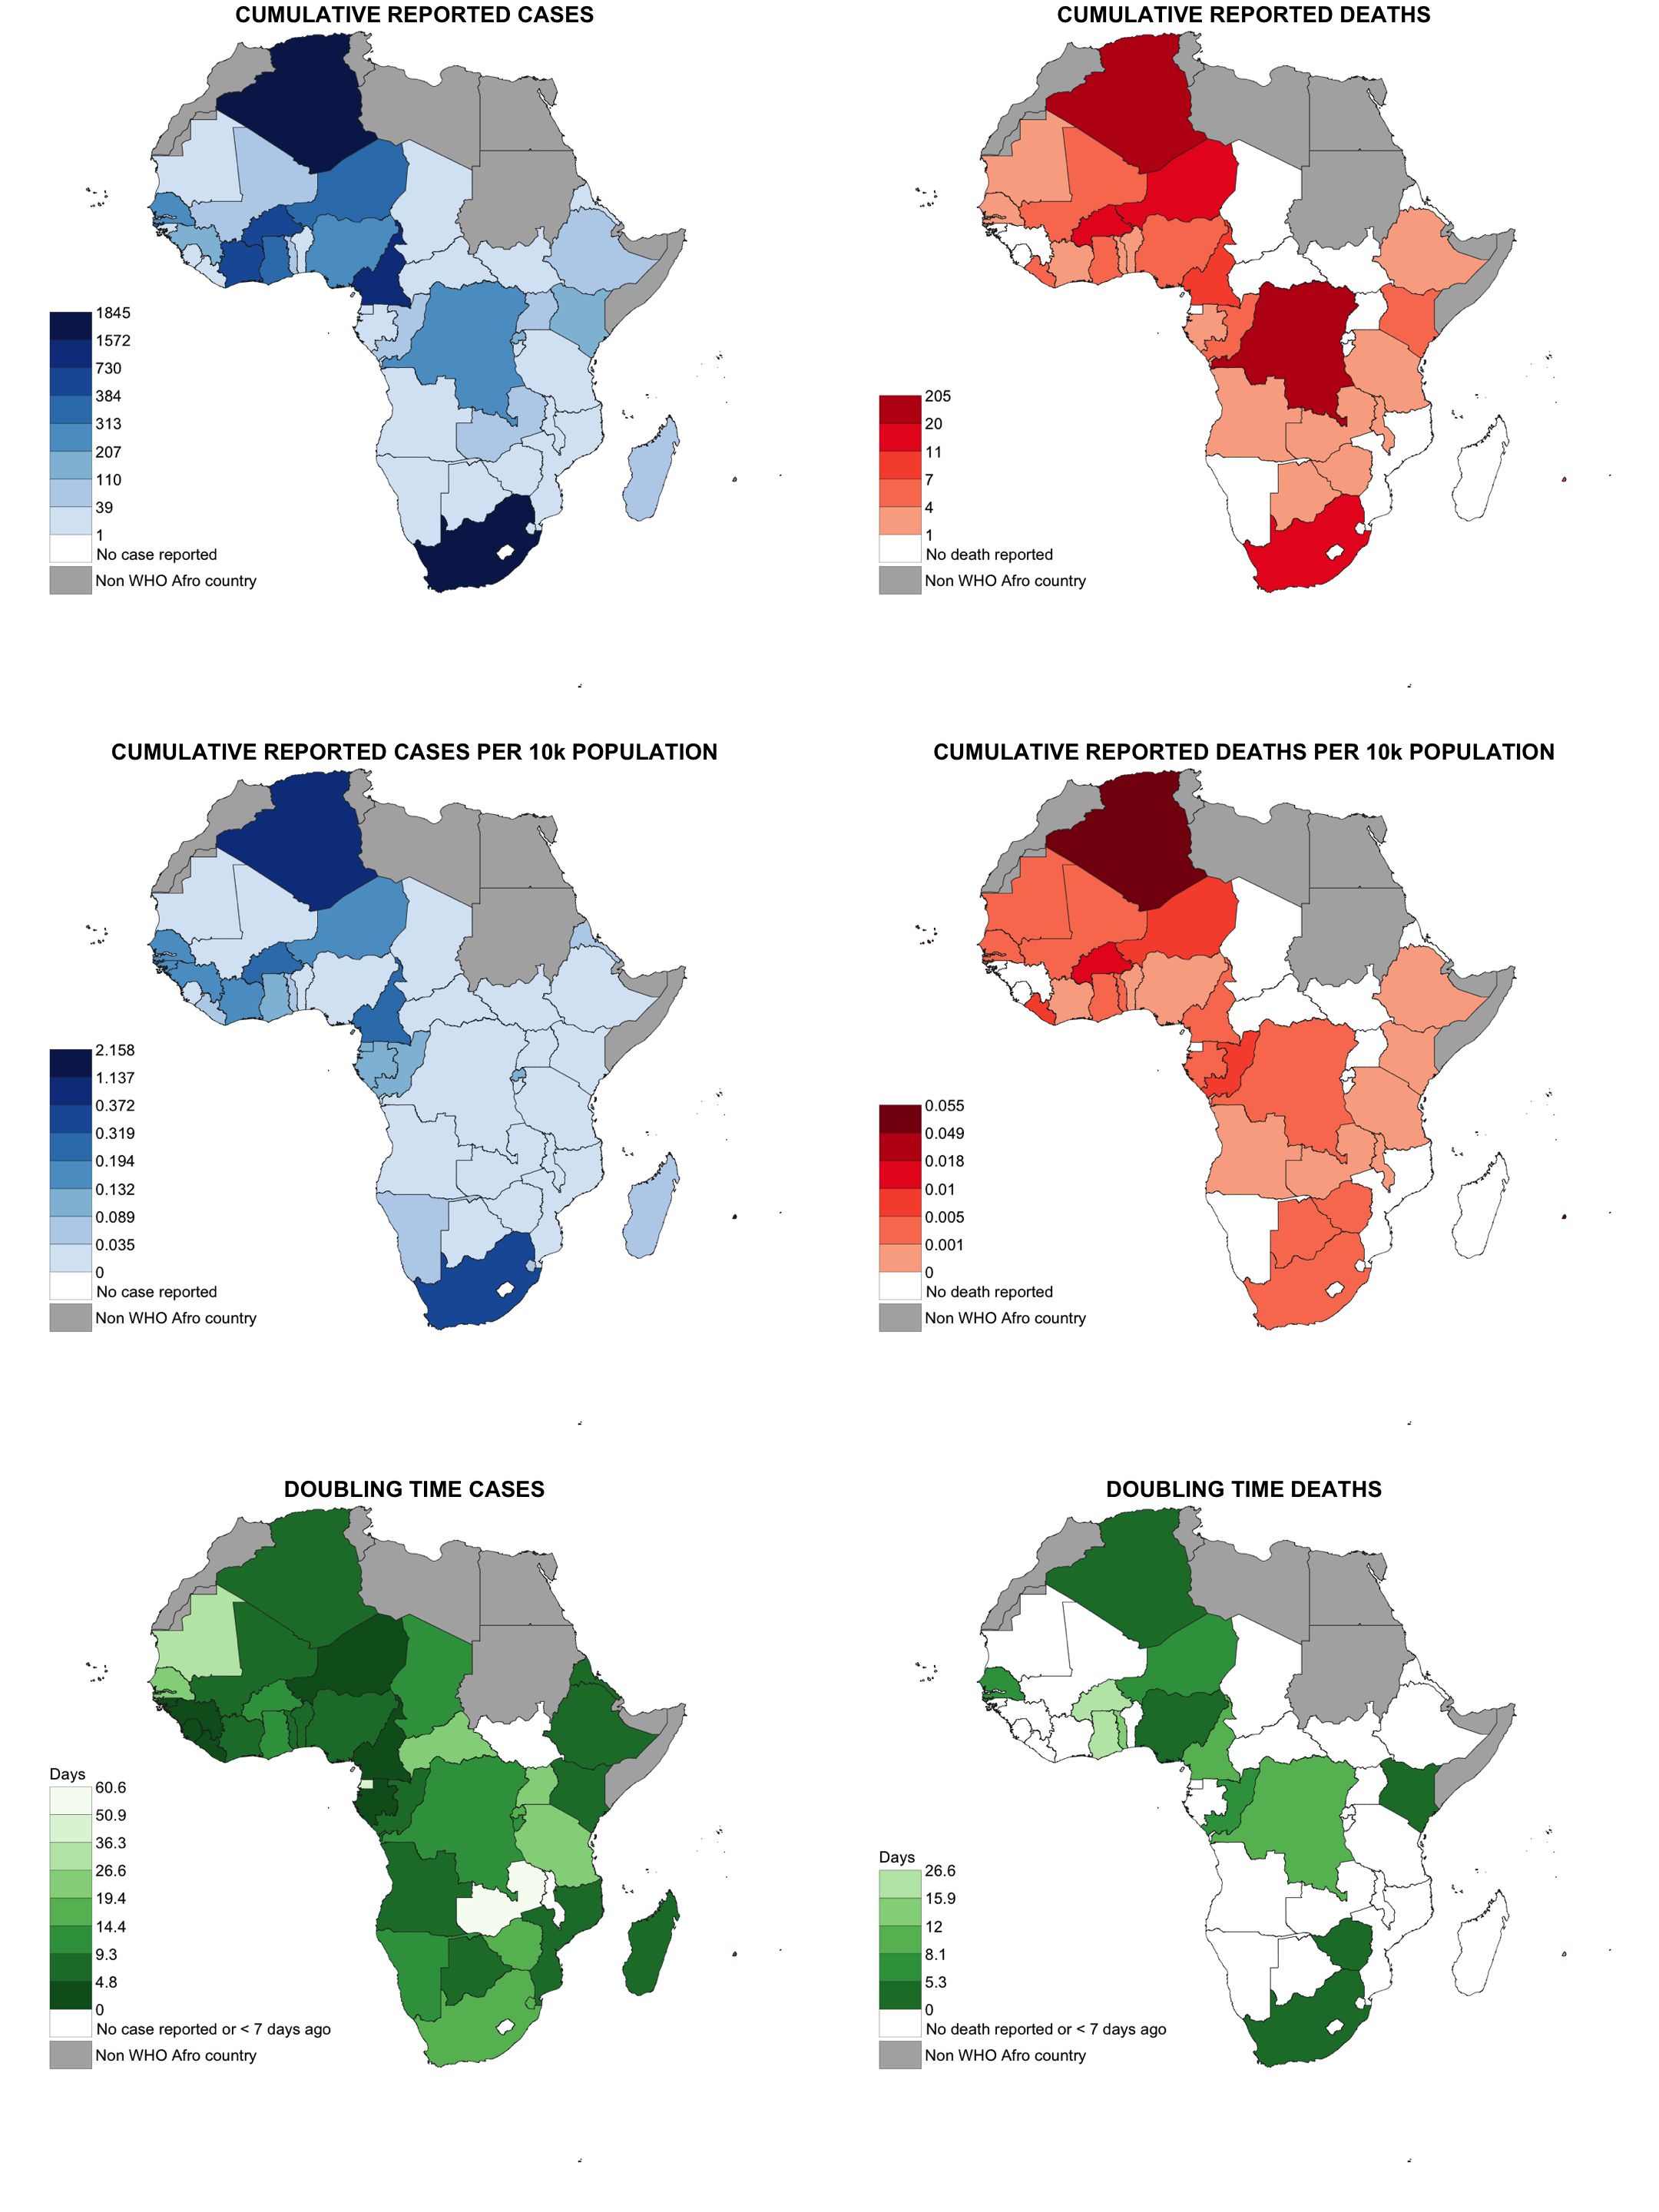 CUMULATIVE REPORTED CASES
1845
1572
730
384
313
207
110
39
1
No case reported
Non WHO Afro country
CUMULATIVE REPORTED DEATHS
205
20
11
7
4
1
No death reported
Non WHO Afro country
CUMULATIVE REPORTED CASES PER 10k POPULATION
2.158
1.137
0.372
0.319
0.194
0.132
0.089
0.035
0
No case reported
Non WHO Afro country
CUMULATIVE REPORTED DEATHS PER 10k POPULATION
0.055
0.049
0.018
0.01
0.005
0.001
0
No death reported
Non WHO Afro country
DOUBLING TIME CASES
Days
60.6
50.9
36.3
26.6
19.4
14.4
9.3
4.8
0
No case reported or < 7 days ago
Non WHO Afro country
DOUBLING TIME DEATHS
Days
26.6
15.9
12
8.1
5.3
0
No death reported or < 7 days ago
Non WHO Afro country